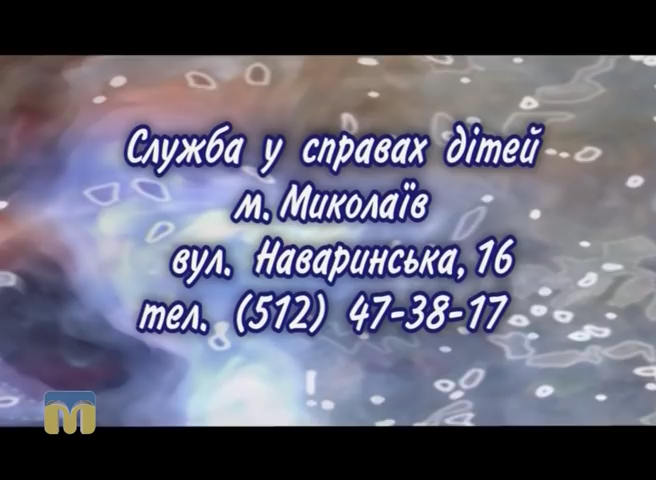 Служба у справах дітей
м. Миколаїв
вул. Наваринська, 16
тел. (512) 47-38-17
М